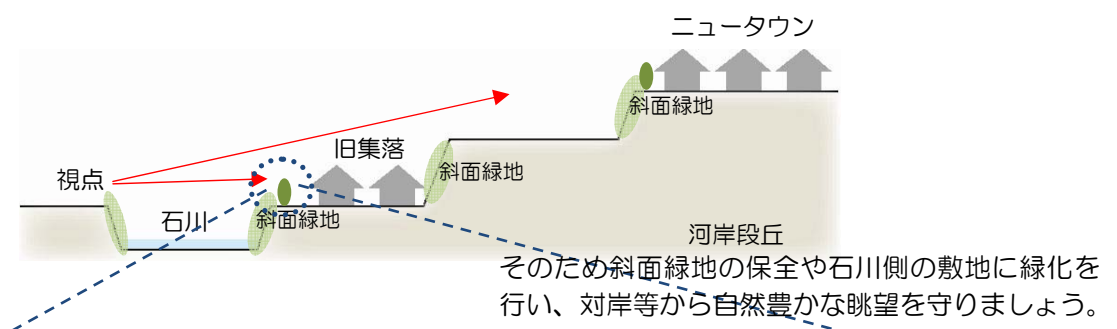 ニュータウン
斜面緑地
旧集落
斜面緑地
視点
石川
斜面緑地
河岸段丘
そのため斜面緑地の保全や石川側の敷地に緑化を
行い、対岸等から自然豊かな眺望を守りましょう。